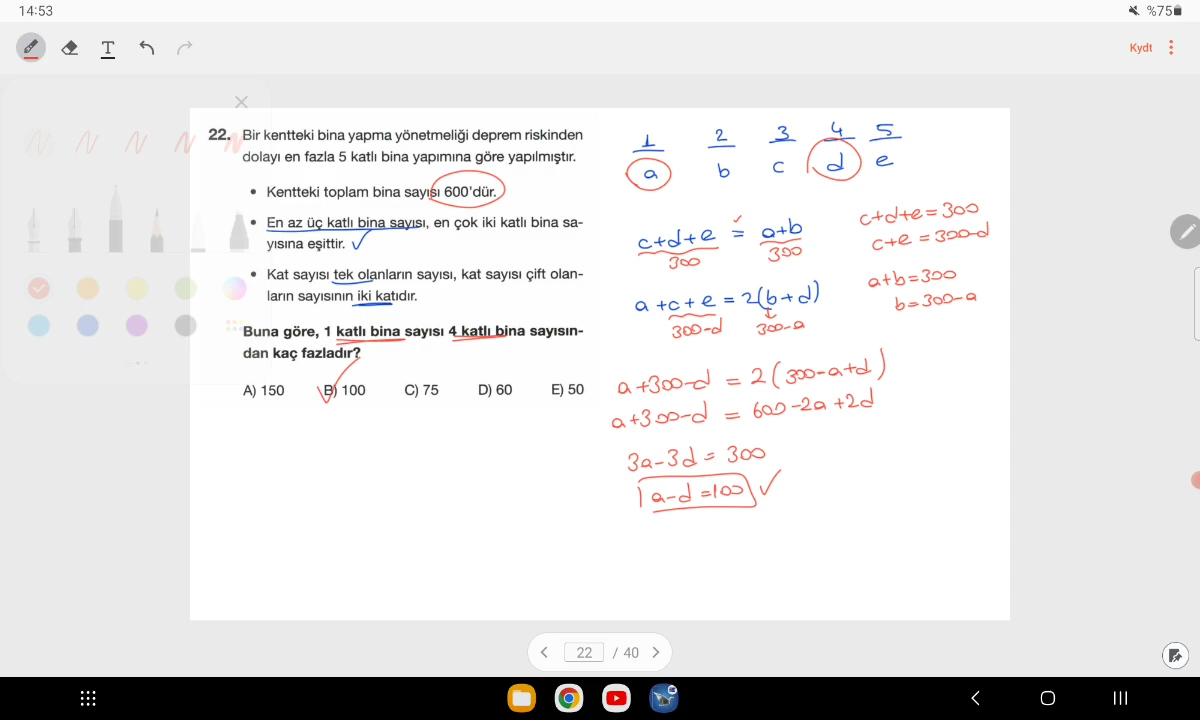 14:53
%75
T
Kydt
22. Bir kentteki bina yapma yönetmeliği deprem riskinden
dolayı en fazla 5 katlı bina yapımına göre yapılmıştır.
• Kentteki toplam bina sayısı 600'dür.
• En az üç katlı bina sayısı, en çok iki katlı bina sa-
yısına eşittir.
• Kat sayısı tek olanların sayısı, kat sayısı çift olan-
ların sayısının iki katıdır.
Buna göre, 1 katlı bina sayısı 4 katlı bina sayısın-
dan kaç fazladır?
A) 150 B) 100 C) 75 D) 60 E) 50
1 2 3 4 5
a b c d e
c+d+e = a+b
300 300
a+c+e = 2(b+d)
300-d 300-a
c+d+e=300
c+e=300-d
a+b=300
b=300-a
a+300-d = 2(300-a+d)
a+300-d = 600-2a+2d
3a-3d=300
a-d=100
22 / 40